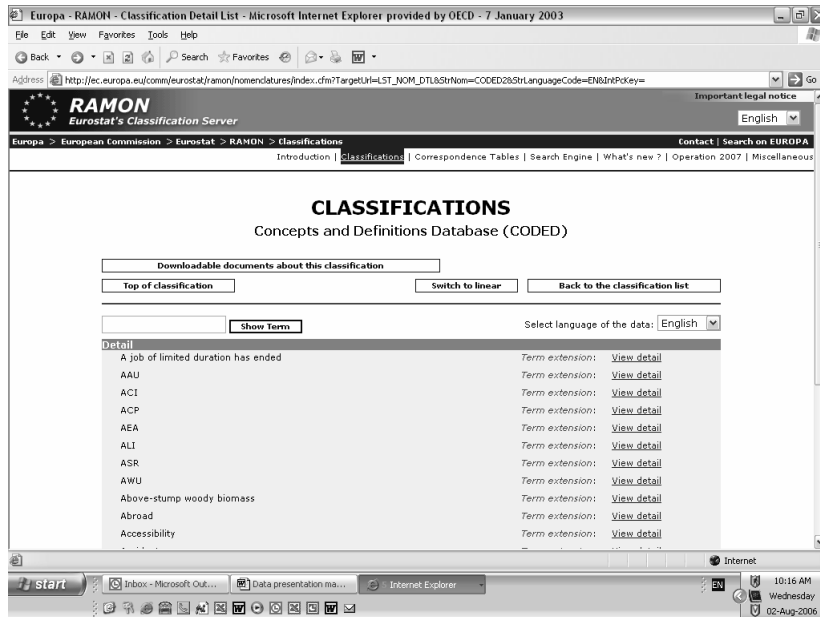 Europa - RAMON - Classification Detail List - Microsoft Internet Explorer provided by OECD - 7 January 2003
File Edit View Favorites Tools Help
Back Search Favorites
Address http://ec.europa.eu/comm/eurostat/ramon/nomenclatures/index.cfm?TargetUrl=LST_NOM_DTL&StrNom=CODED2&StrLanguageCode=EN&IntPcKey= Go
Important legal notice
RAMON
Eurostat's Classification Server
English
Europa > European Commission > Eurostat > RAMON > Classifications Contact | Search on EUROPA
Introduction | Classifications | Correspondence Tables | Search Engine | What's new ? | Operation 2007 | Miscellaneous
CLASSIFICATIONS
Concepts and Definitions Database (CODED)
Downloadable documents about this classification
Top of classification Switch to linear Back to the classification list
Show Term Select language of the data: English
Detail
A job of limited duration has ended Term extension: View detail
AAU Term extension: View detail
ACI Term extension: View detail
ACP Term extension: View detail
AEA Term extension: View detail
ALI Term extension: View detail
ASR Term extension: View detail
AWU Term extension: View detail
Above-stump woody biomass Term extension: View detail
Abroad Term extension: View detail
Accessibility Term extension: View detail
Internet
start Inbox - Microsoft Out... Data presentation ma... Internet Explorer EN 10:16 AM
Wednesday
02-Aug-2006